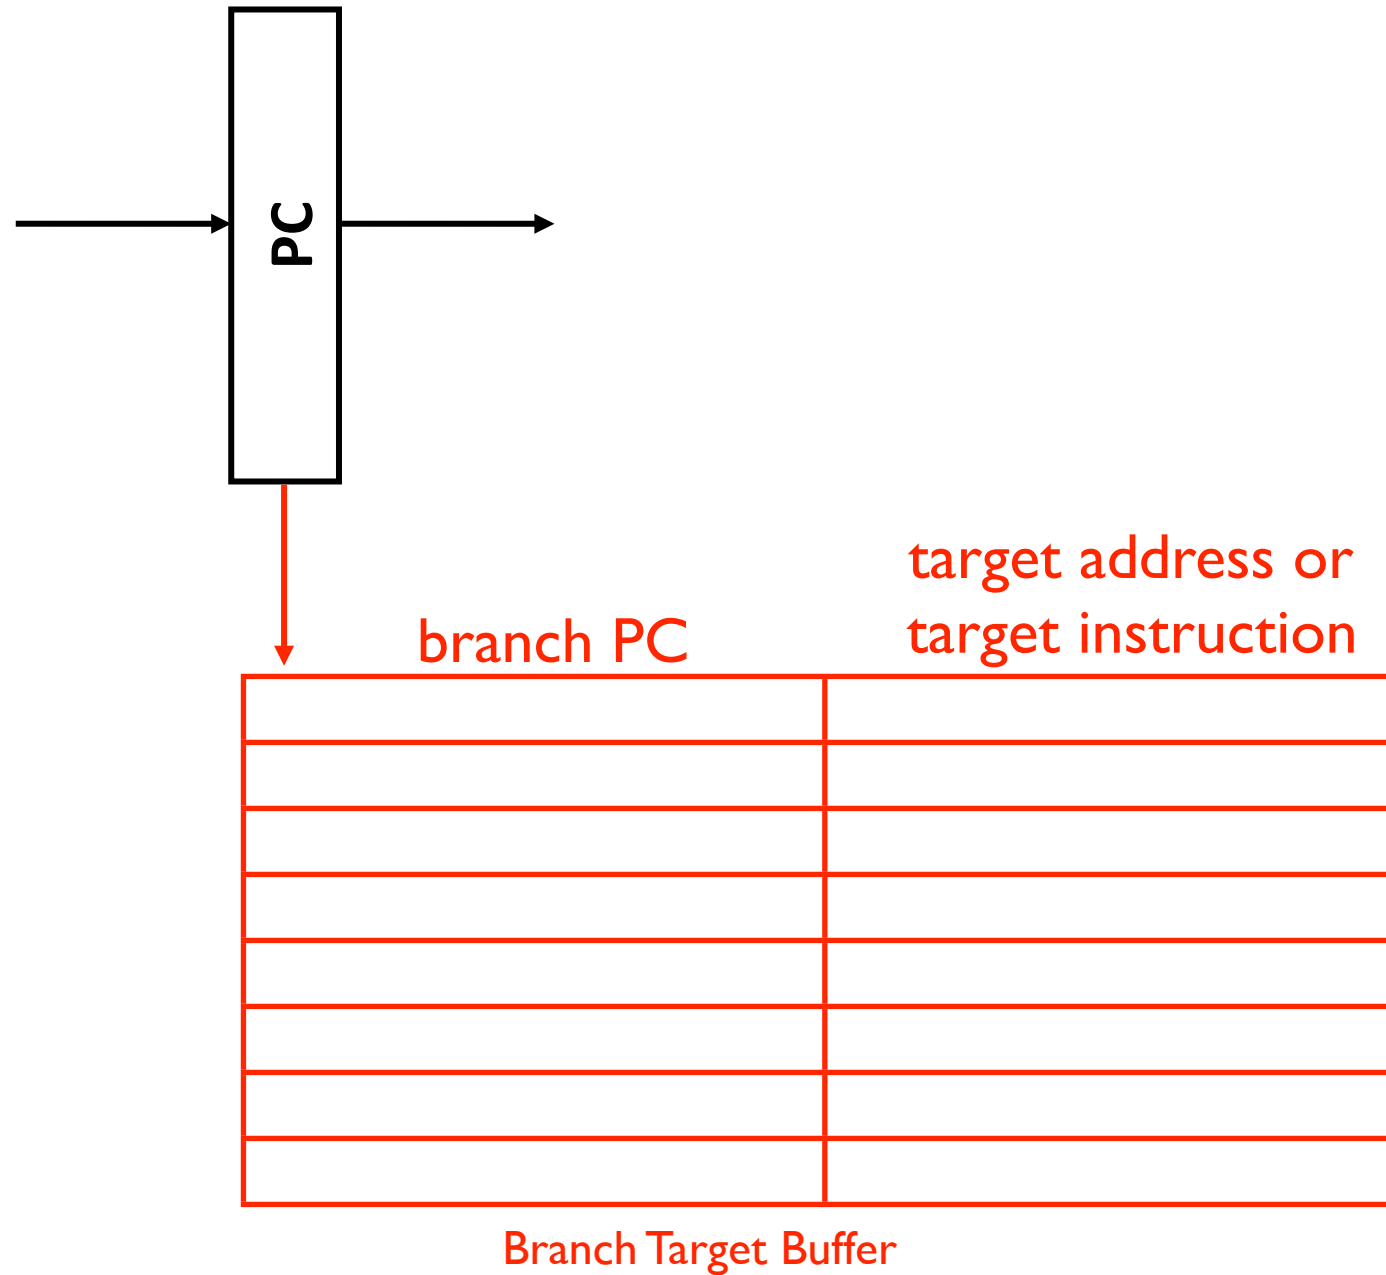 PC
target address or
target instruction
branch PC
Branch Target Buffer